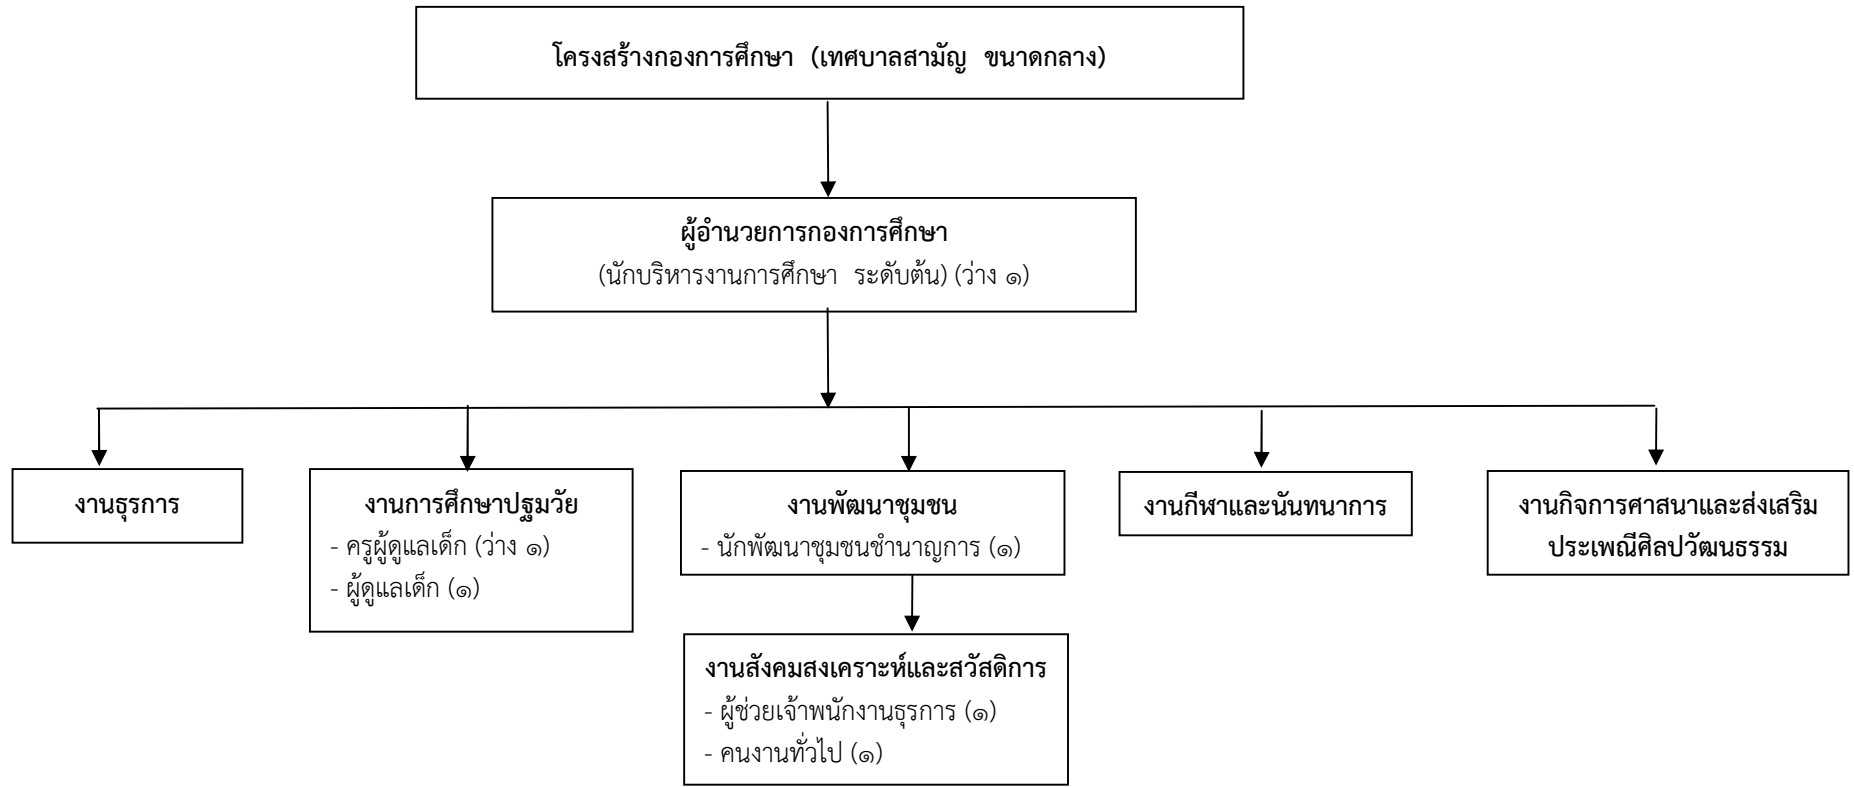 โครงสร้างกองการศึกษา (เทศบาลสามัญ ขนาดกลาง)
ผู้อำนวยการกองการศึกษา
(นักบริหารงานการศึกษา ระดับต้น) (ว่าง ๑)
งานธุรการ
งานการศึกษาปฐมวัย
- ครูผู้ดูแลเด็ก (ว่าง ๑)
- ผู้ดูแลเด็ก (๑)
งานพัฒนาชุมชน
- นักพัฒนาชุมชนชำนาญการ (๑)
งานกีฬาและนันทนาการ
งานกิจการศาสนาและส่งเสริม
ประเพณีศิลปวัฒนธรรม
งานสังคมสงเคราะห์และสวัสดิการ
- ผู้ช่วยเจ้าพนักงานธุรการ (๑)
- คนงานทั่วไป (๑)